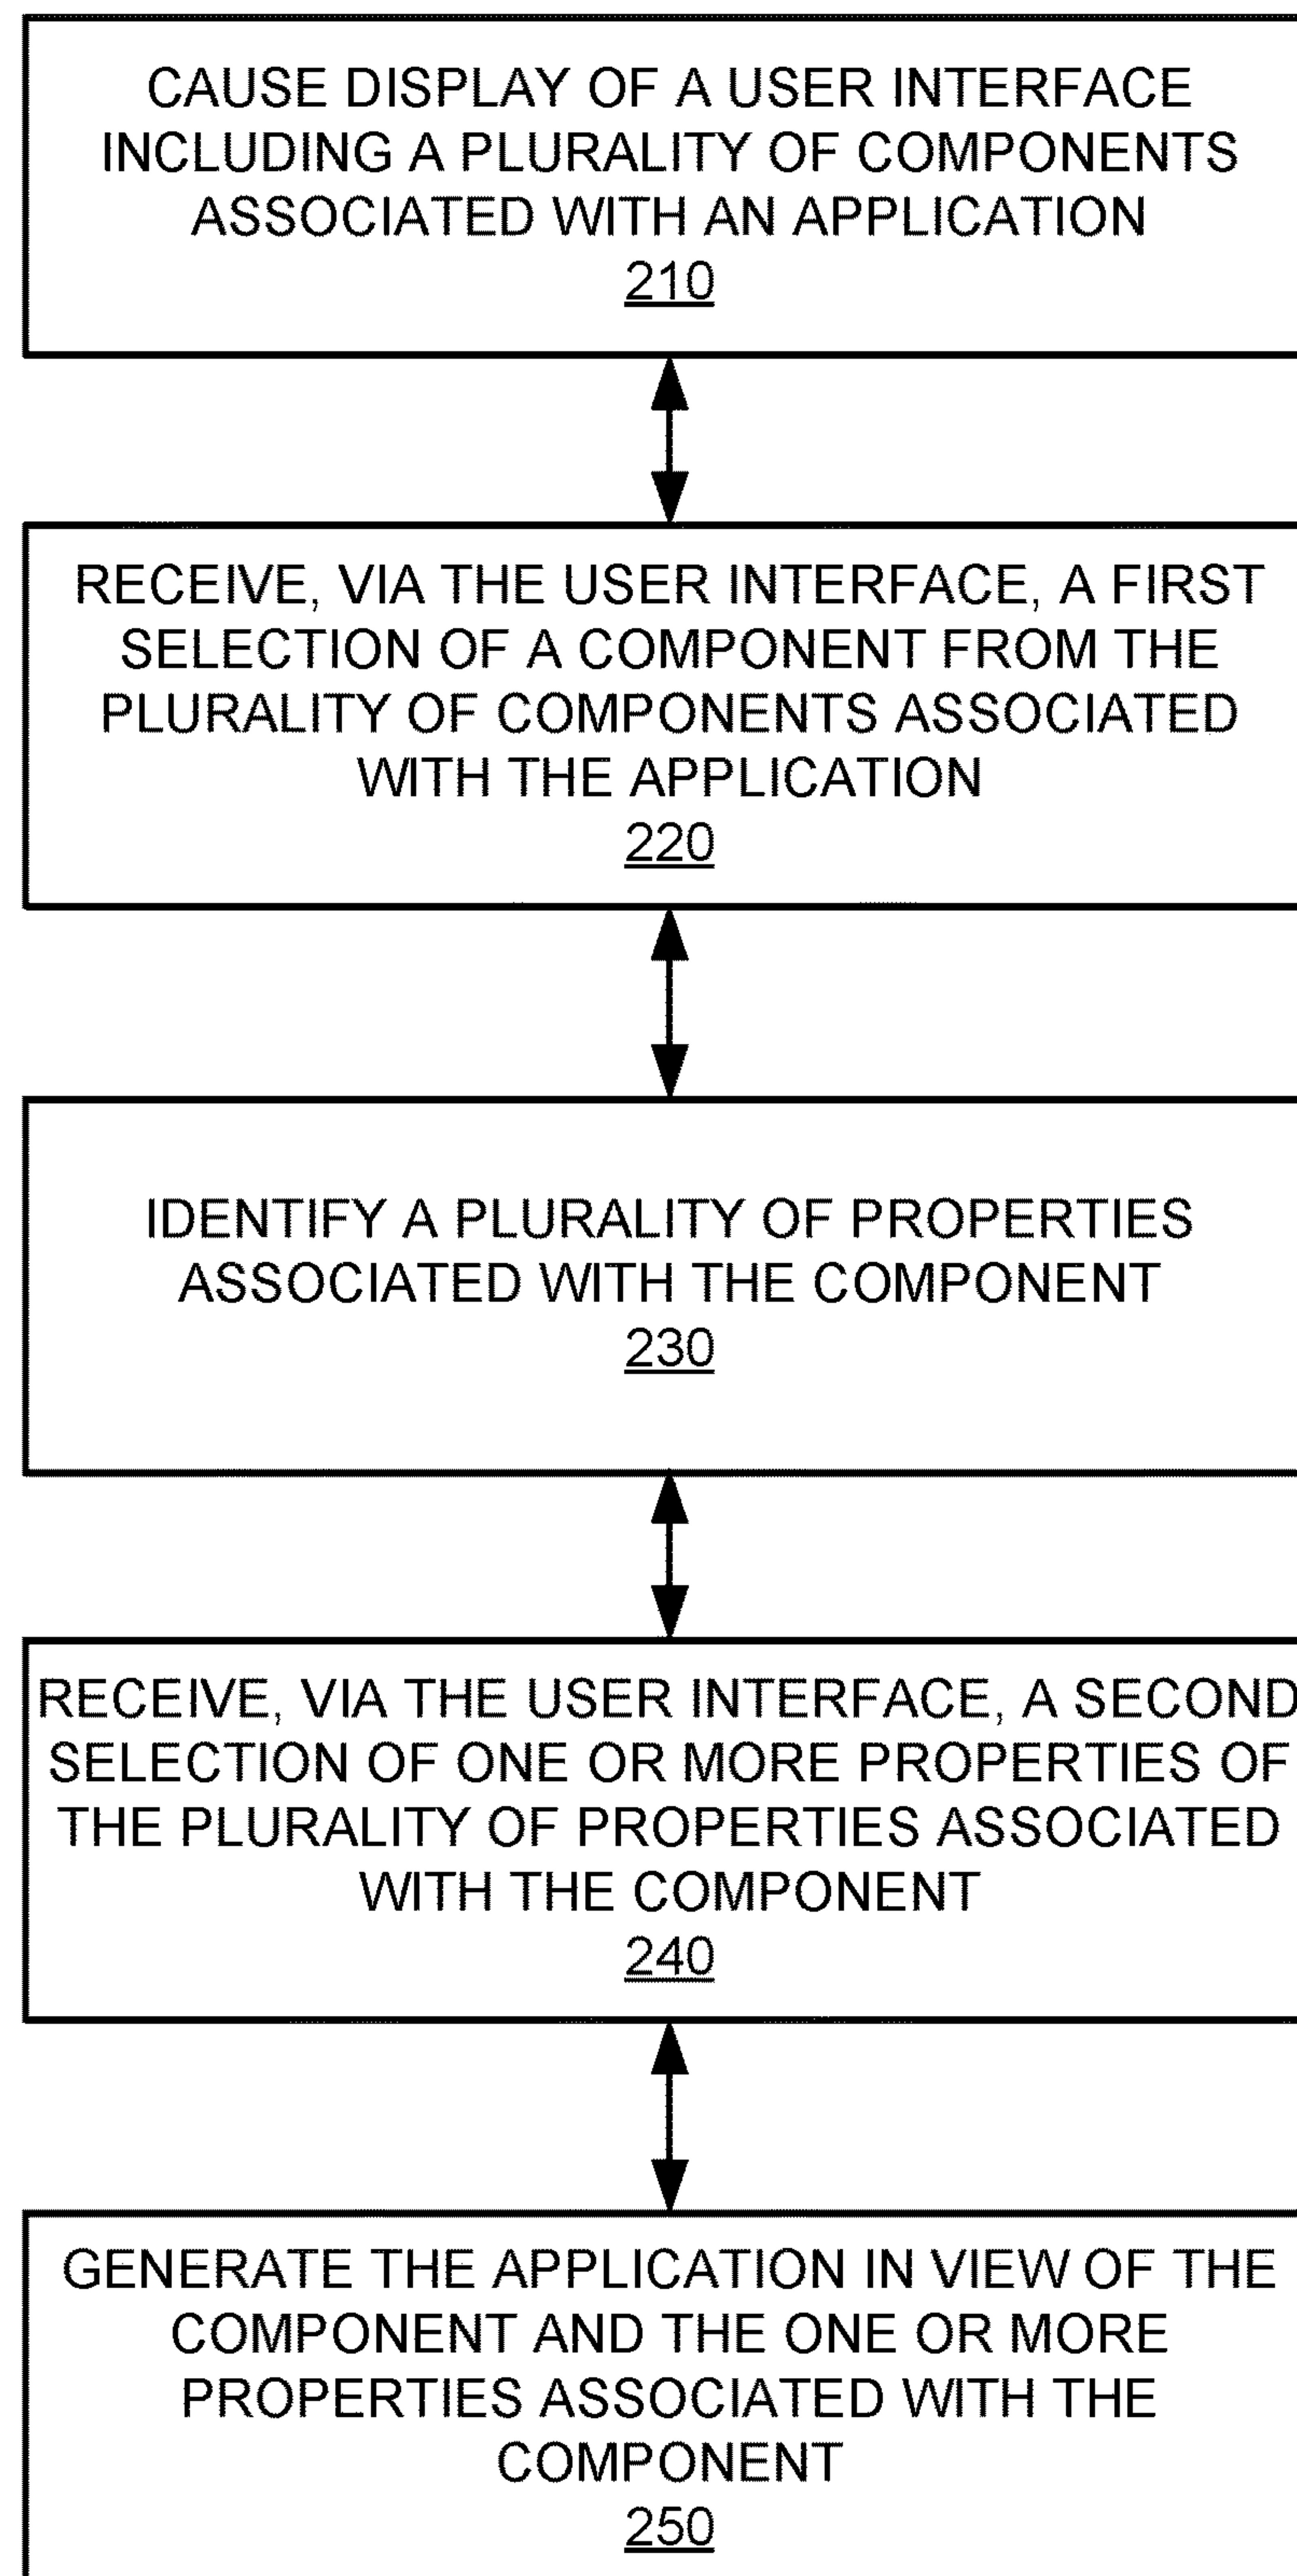 CAUSE DISPLAY OF A USER INTERFACE
INCLUDING A PLURALITY OF COMPONENTS
ASSOCIATED WITH AN APPLICATION
210
RECEIVE, VIA THE USER INTERFACE, A FIRST
SELECTION OF A COMPONENT FROM THE
PLURALITY OF COMPONENTS ASSOCIATED
WITH THE APPLICATION
220
IDENTIFY A PLURALITY OF PROPERTIES
ASSOCIATED WITH THE COMPONENT
230
RECEIVE, VIA THE USER INTERFACE, A SECOND
SELECTION OF ONE OR MORE PROPERTIES OF
THE PLURALITY OF PROPERTIES ASSOCIATED
WITH THE COMPONENT
240
GENERATE THE APPLICATION IN VIEW OF THE
COMPONENT AND THE ONE OR MORE
PROPERTIES ASSOCIATED WITH THE
COMPONENT
250